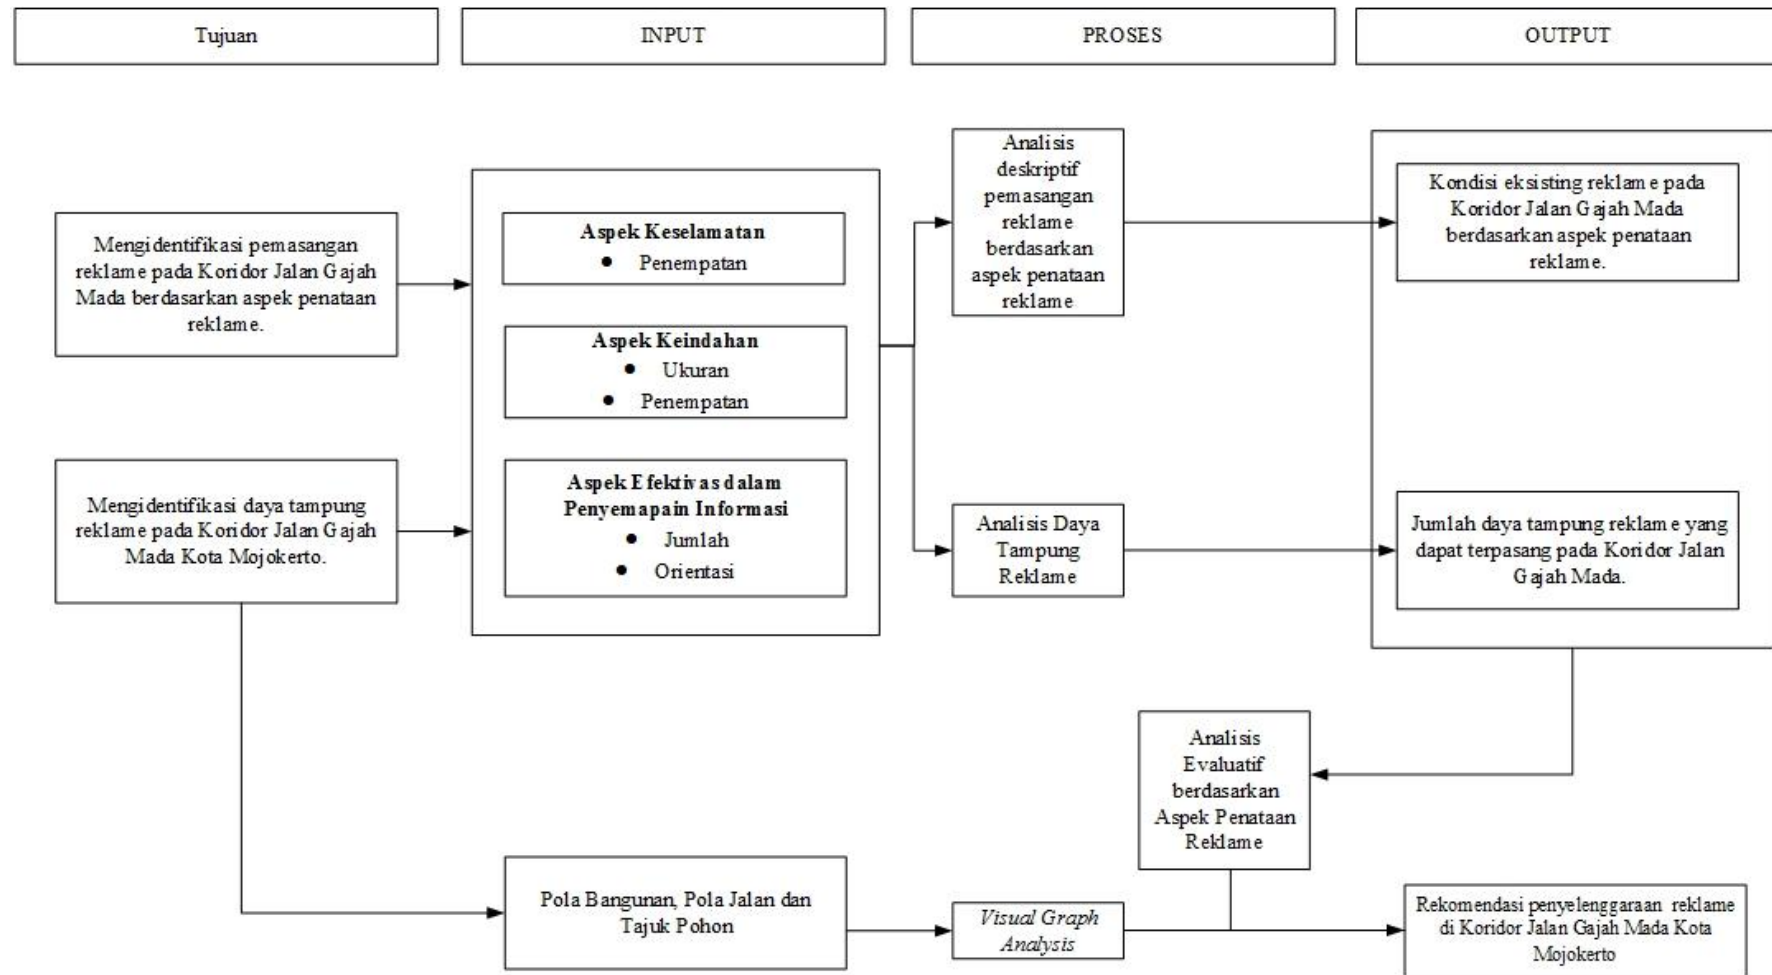 Tujuan
INPUT
PROSES
OUTPUT
Mengidentifikasi pemasangan
reklame pada Koridor Jalan Gajah
Mada berdasarkan aspek penataan
reklame.
Mengidentifikasi daya tampung
reklame pada Koridor Jalan Gajah
Mada Kota Mojokerto.
Aspek Keselamatan
• Penempatan
Aspek Keindahan
• Ukuran
• Penempatan
Aspek Efektivas dalam
Penyemapain Informasi
• Jumlah
• Orientasi
Pola Bangunan, Pola Jalan dan
Tajuk Pohon
Analisis
deskriptif
pemasangan
reklame
berdasarkan
aspek penataan
reklame
Analisis Daya
Tampung
Reklame
Analisis
Evaluatif
berdasarkan
Aspek Penataan
Reklame
Visual Graph
Analysis
Kondisi eksisting reklame pada
Koridor Jalan Gajah Mada
berdasarkan aspek penataan
reklame.
Jumlah daya tampung reklame yang
dapat terpasang pada Koridor Jalan
Gajah Mada.
Rekomendasi penyelenggaraan reklame
di Koridor Jalan Gajah Mada Kota
Mojokerto